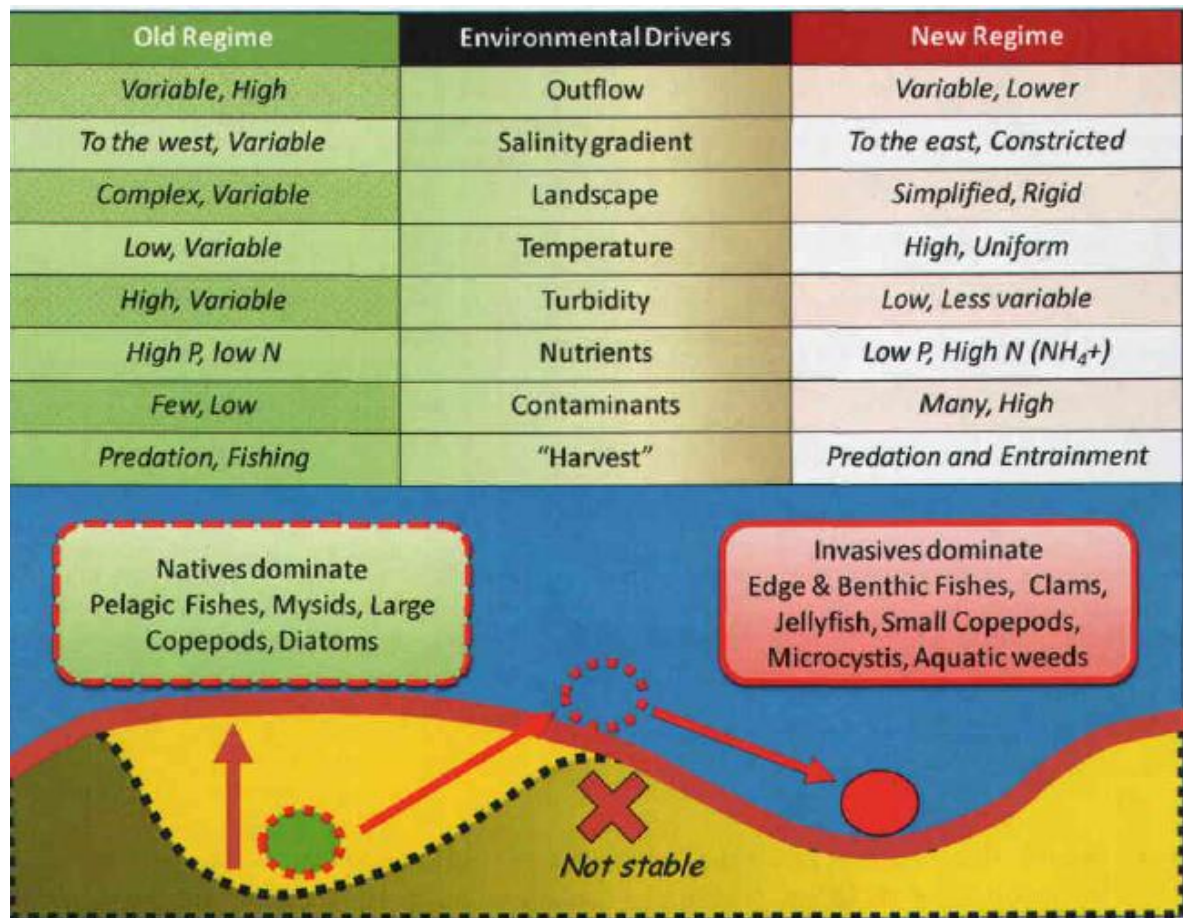 Old Regime Environmental Drivers New Regime
Variable, High Outflow Variable, Lower
To the west, Variable Salinity gradient To the east, Constricted
Complex, Variable Landscape Simplified, Rigid
Low, Variable Temperature High, Uniform
High, Variable Turbidity Low, Less variable
High P, low N Nutrients Low P, High N (NH₄+)
Few, Low Contaminants Many, High
Predation, Fishing “Harvest” Predation and Entrainment
Natives dominate
Pelagic Fishes, Mysids, Large
Copepods, Diatoms
Invasives dominate
Edge & Benthic Fishes, Clams,
Jellyfish, Small Copepods,
Microcystis, Aquatic weeds
Not stable